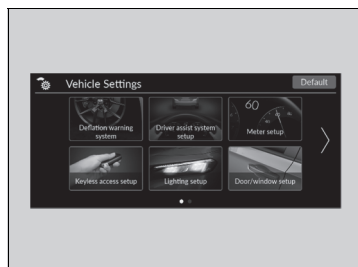 Vehicle Settings
Default
Deflation warning
system
Driver assist system
setup
60
Meter setup
Keyless access setup
Lighting setup
Door/window setup